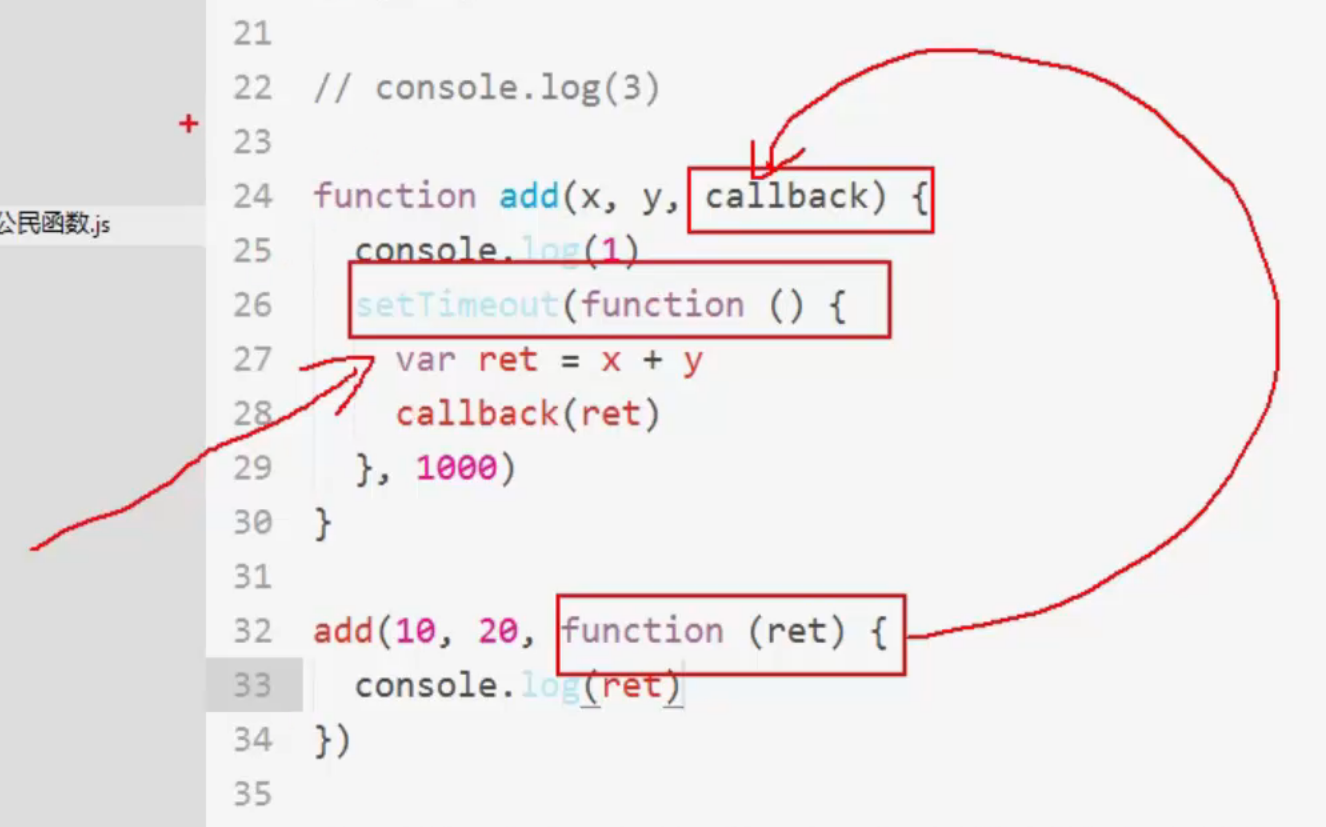 21
22 // console.log(3)
23
24 function add(x, y, callback) {
公民函数.js
25 console.log(1)
26 setTimeout(function () {
27 var ret = x + y
28 callback(ret)
29 }, 1000)
30 }
31
32 add(10, 20, function (ret) {
33 console.log(ret)
34 })
35